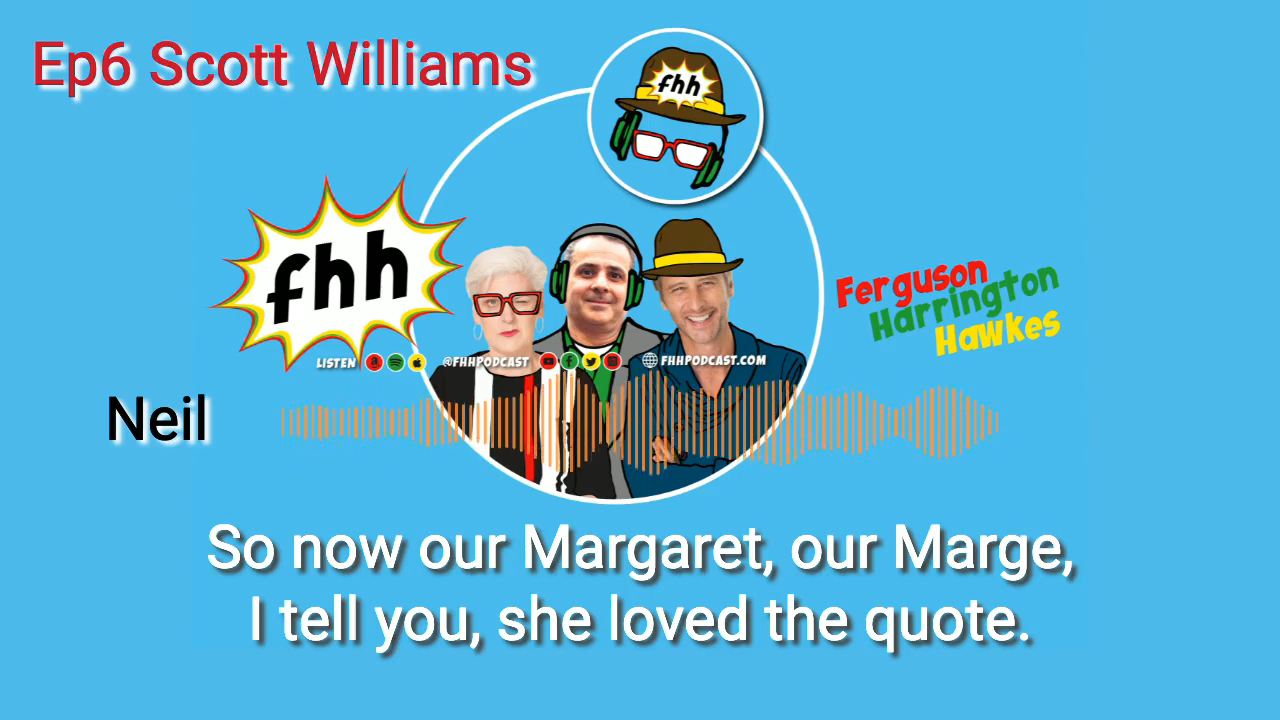 Ep6 Scott Williams
fhh
fhh
Ferguson
Harrington
Hawkes
LISTEN @FHHPODCAST FHHPODCAST.COM
Neil
So now our Margaret, our Marge,
I tell you, she loved the quote.